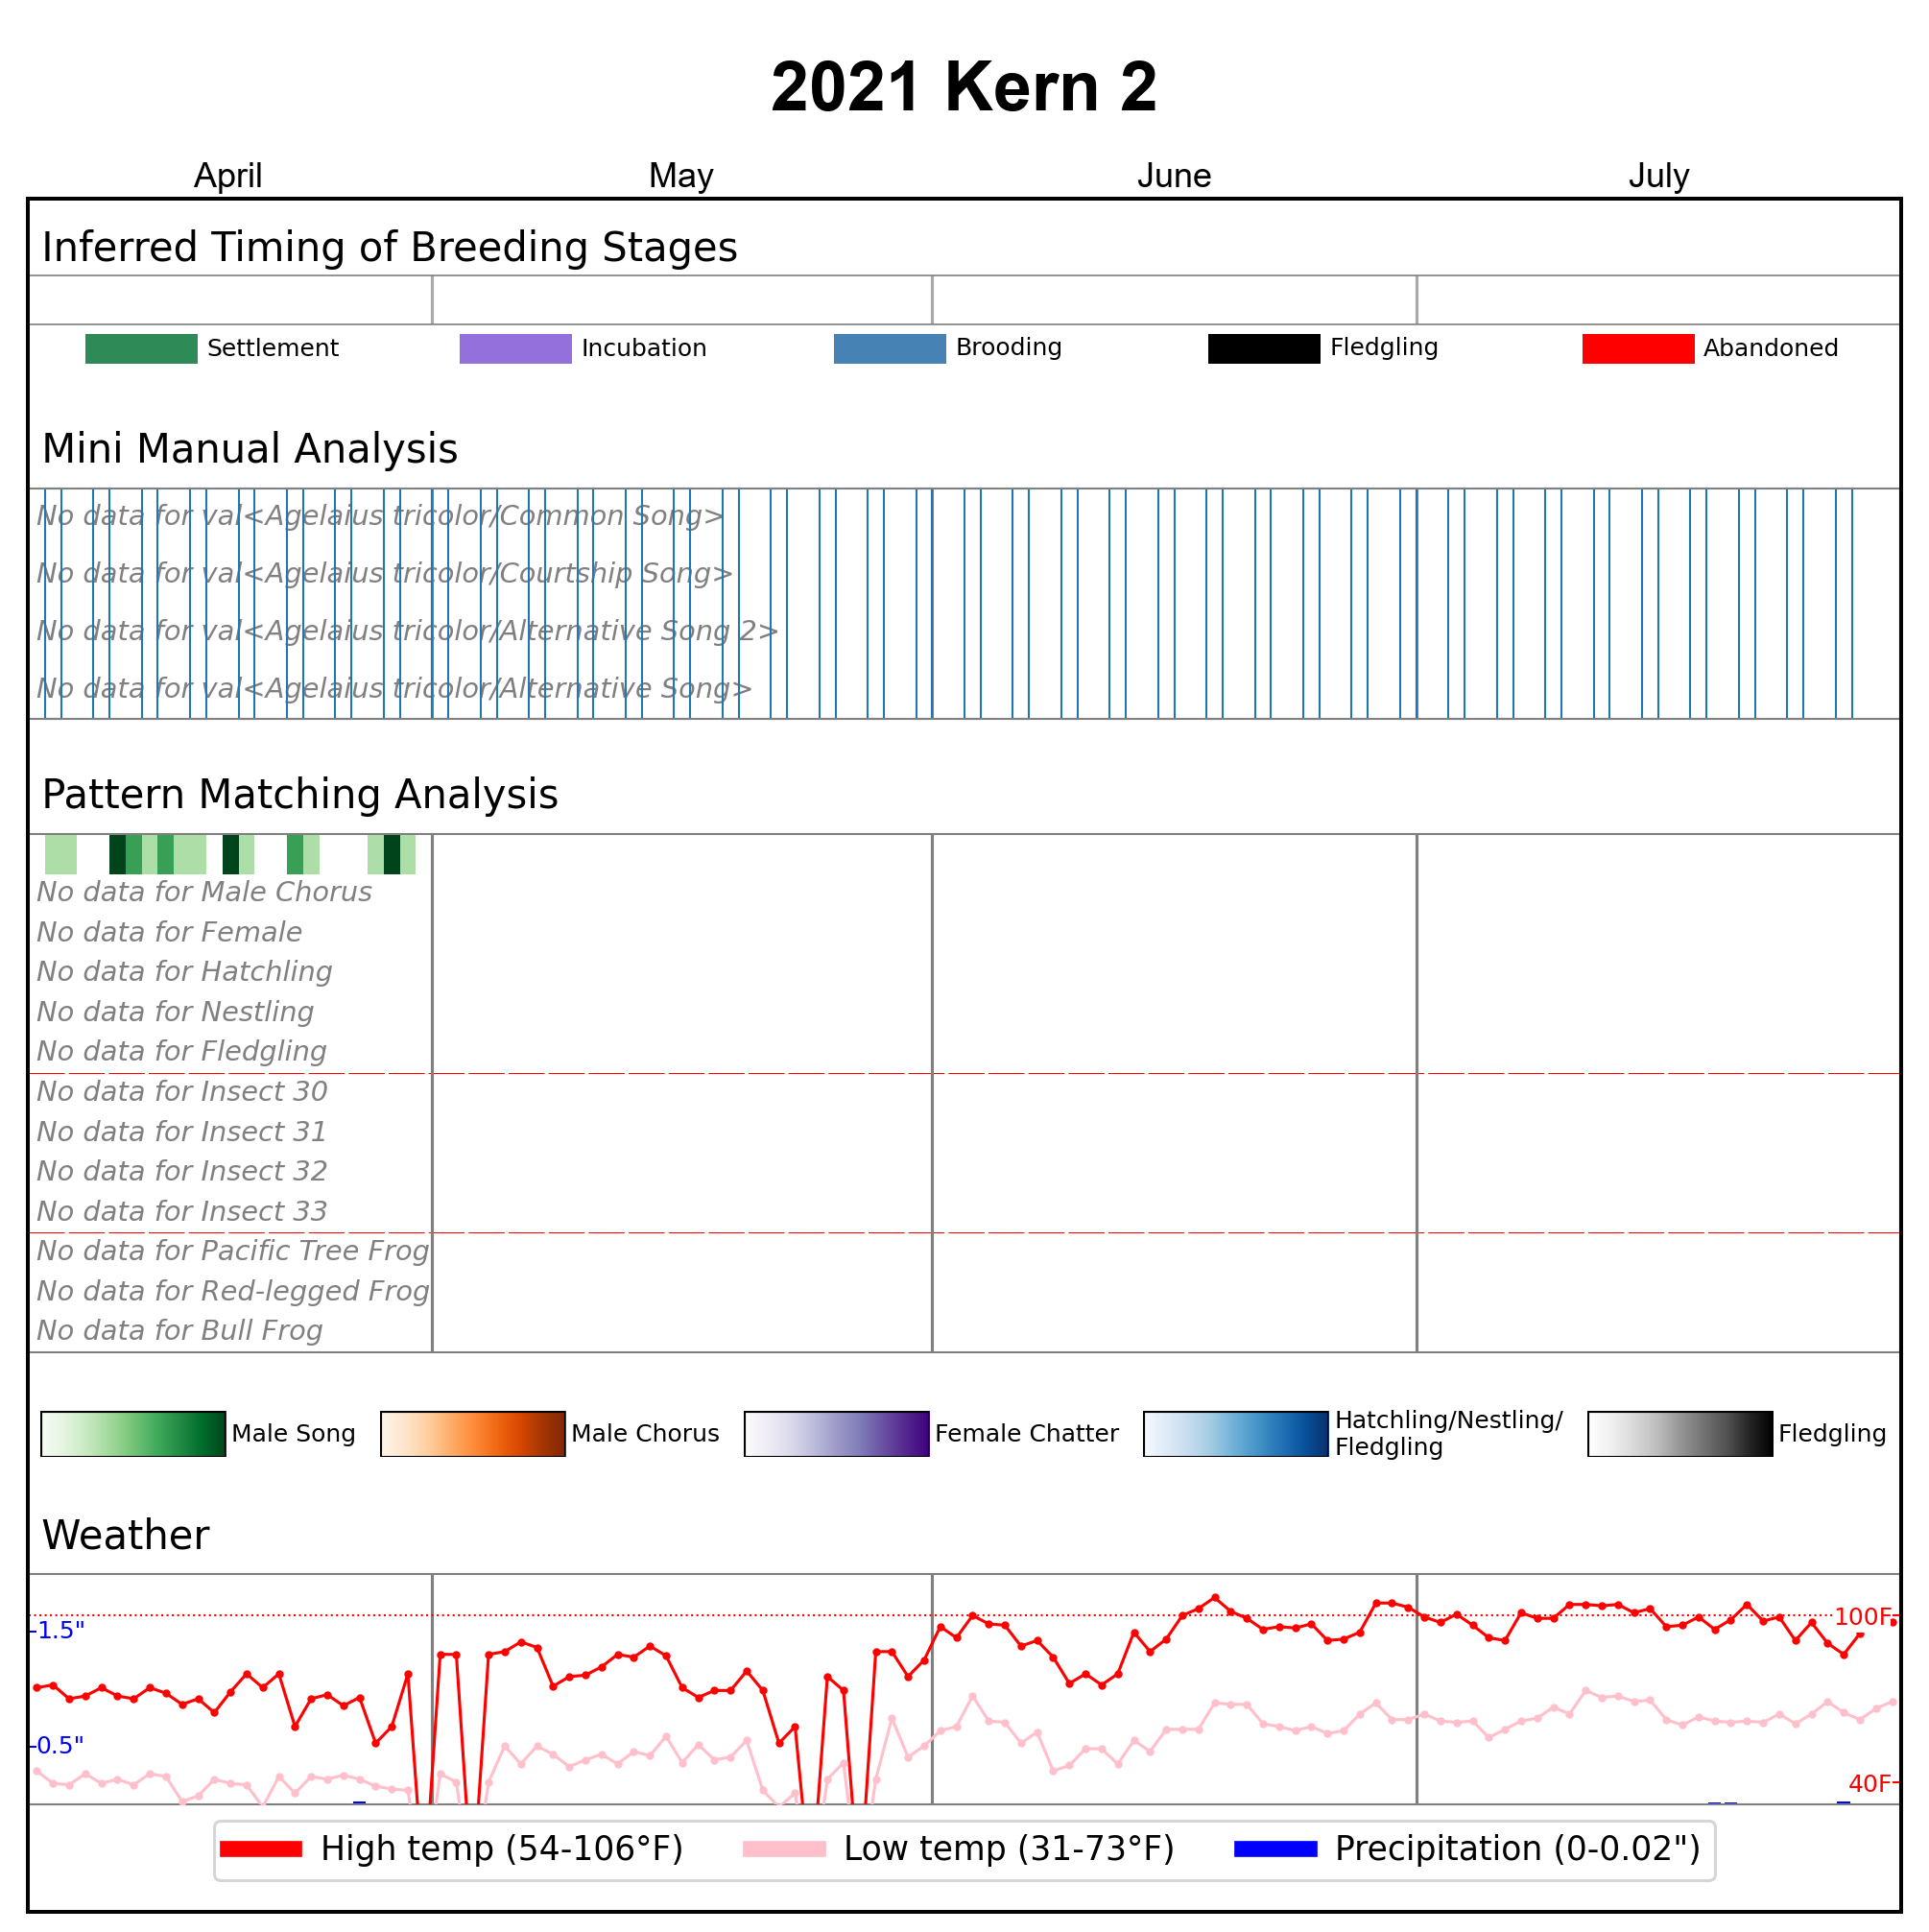 2021 Kern 2
April May June July
Inferred Timing of Breeding Stages
Settlement Incubation Brooding Fledgling Abandoned
Mini Manual Analysis
No data for val<Agelaius tricolor/Common Song>
No data for val<Agelaius tricolor/Courtship Song>
No data for val<Agelaius tricolor/Alternative Song 2>
No data for val<Agelaius tricolor/Alternative Song>
Pattern Matching Analysis
No data for Male Chorus
No data for Female
No data for Hatchling
No data for Nestling
No data for Fledgling
No data for Insect 30
No data for Insect 31
No data for Insect 32
No data for Insect 33
No data for Pacific Tree Frog
No data for Red-legged Frog
No data for Bull Frog
Male Song Male Chorus Female Chatter Hatchling/Nestling/
Fledgling Fledgling
Weather
1.5" 100F
0.5"
40F
High temp (54-106°F) Low temp (31-73°F) Precipitation (0-0.02")